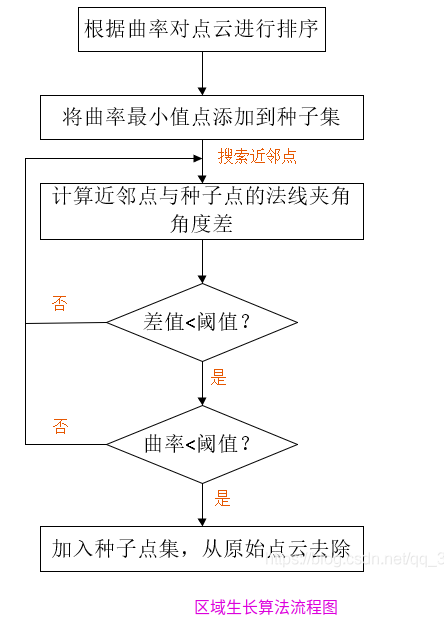 根据曲率对点云进行排序
将曲率最小值点添加到种子集
搜索近邻点
计算近邻点与种子点的法线夹角
角度差
否
差值<阈值?
是
否
曲率<阈值?
是
加入种子点集，从原始点云去除
https://blog.csdn.net/qq_3
区域生长算法流程图